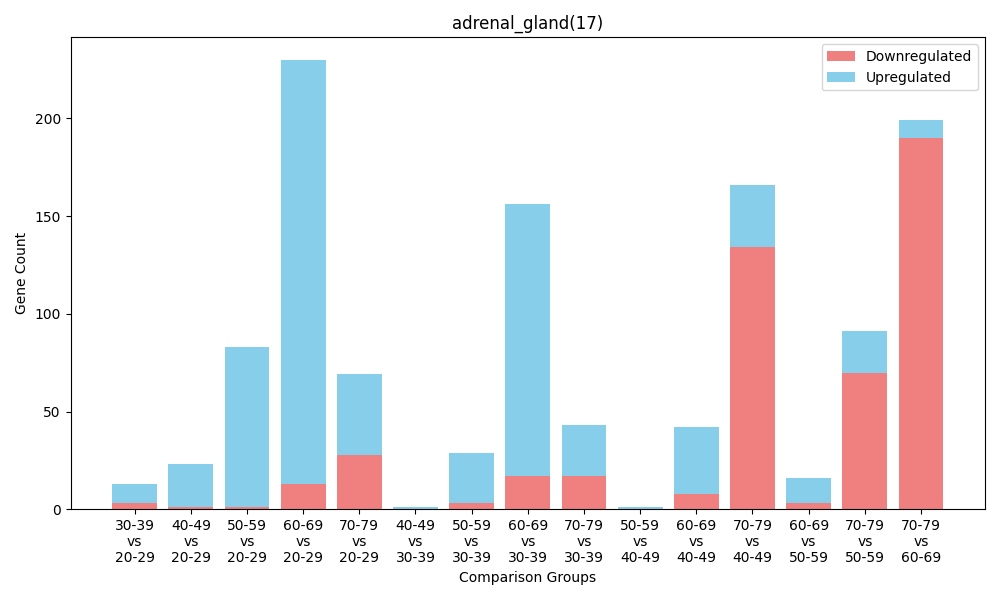 adrenal_gland(17)
Downregulated
Upregulated
Gene Count
200
150
100
50
0
30-39 40-49 50-59 60-69 70-79 40-49 50-59 60-69 70-79 50-59 60-69 70-79 60-69 70-79 70-79
vs vs vs vs vs vs vs vs vs vs vs vs vs vs vs
20-29 20-29 20-29 20-29 20-29 30-39 30-39 30-39 30-39 40-49 40-49 40-49 50-59 50-59 60-69
Comparison Groups